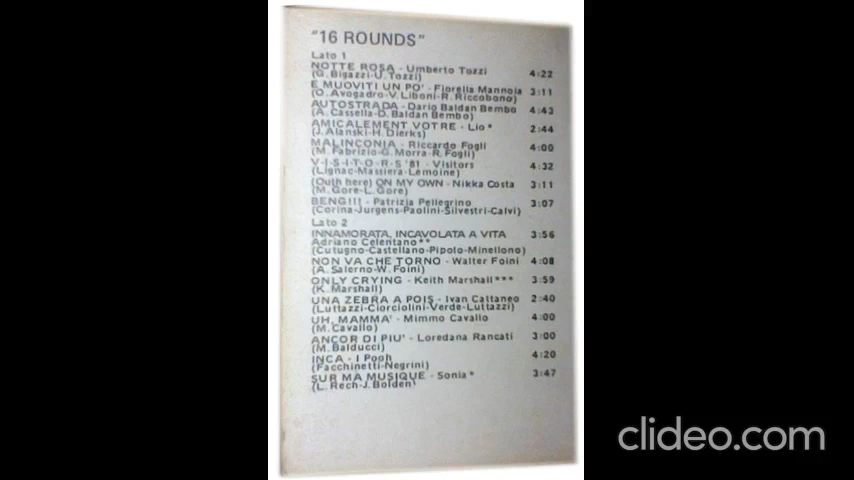 "16 ROUNDS"
Lato 1
NOTTE ROSA - Umberto Tozzi 4:22
(G. Bigazzi-U. Tozzi)
E MUOVITI UN PO' - Fiorella Mannoia 3:11
(O. Avogadro-V. Liboni-R. Riccobono)
AUTOSTRADA - Dario Baldan Bembo 4:43
(A. Cassella-D. Baldan Bembo)
AMICALEMENT VOTRE - Lio* 2:44
(J. Alanski-H. Dierks)
MALINCONIA - Riccardo Fogli 4:00
(M. Fabrizio-G. Morra-R. Fogli)
V-I-S-I-T-O-R-S '81 - Visitors 4:32
(Lignac-Massiera-Lemoine)
(Outh here) ON MY OWN - Nikka Costa 3:11
(M. Gore-L. Gore)
BENG!!! - Patrizia Pellegrino 3:07
(Corina-Jurgens-Paolini-Silvestri-Calvi)
Lato 2
INNAMORATA, INCAVOLATA A VITA 3:56
Adriano Celentano**
(Cutugno-Castellano-Pipolo-Minellono)
NON VA CHE TORNO - Walter Foini 4:08
(A. Salerno-W. Foini)
ONLY CRYING - Keith Marshall*** 3:59
(K. Marshall)
UNA ZEBRA A POIS - Ivan Cattaneo 2:40
(Luttazzi-Ciorciolini-Verde-Luttazzi)
UH, MAMMA' - Mimmo Cavallo 4:00
(M. Cavallo)
ANCOR DI PIU' - Loredana Rancati 3:00
(M. Balducci)
INCA - I Pooh 4:20
(Facchinetti-Negrini)
SUR MA MUSIQUE - Sonia* 3:47
(L. Rech-J. Bolden)
clideo.com